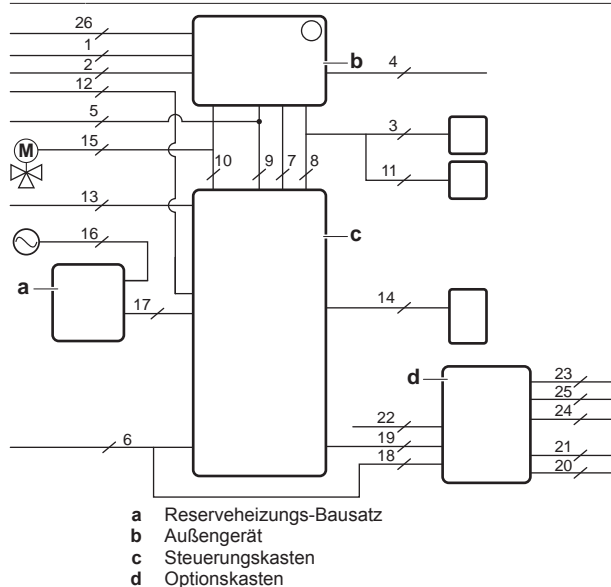 26
1
2
b
4
12
5
3
M
15
10
9
7
8
11
13
c
16
a
17
14
d
23
25
22
24
6
19
18
21
20
a Reserveheizungs-Bausatz
b Außengerät
c Steuerungskasten
d Optionskasten